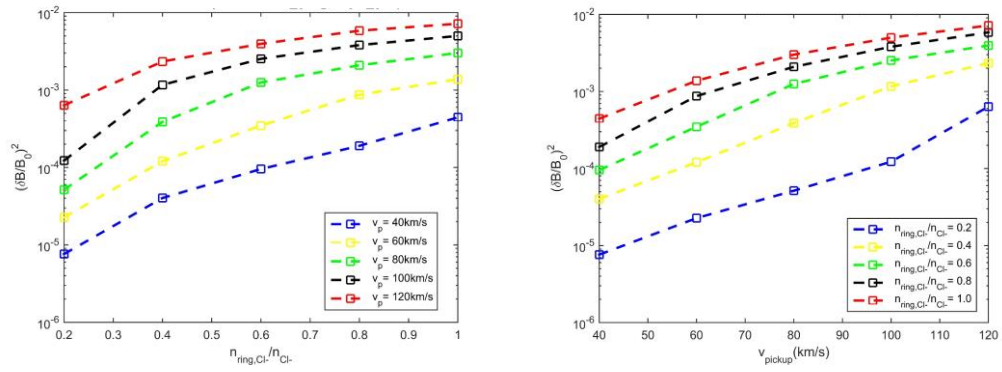 10^-2
10^-3
10^-4
10^-5
10^-6
(δB/B_0)^2
0.2 0.3 0.4 0.5 0.6 0.7 0.8 0.9 1
n_ring,Cl-/n_Cl-
v_p = 40km/s
v_p = 60km/s
v_p = 80km/s
v_p = 100km/s
v_p = 120km/s
10^-2
10^-3
10^-4
10^-5
10^-6
(δB/B_0)^2
40 50 60 70 80 90 100 110 120
v_pickup(km/s)
n_ring,Cl-/n_Cl- = 0.2
n_ring,Cl-/n_Cl- = 0.4
n_ring,Cl-/n_Cl- = 0.6
n_ring,Cl-/n_Cl- = 0.8
n_ring,Cl-/n_Cl- = 1.0